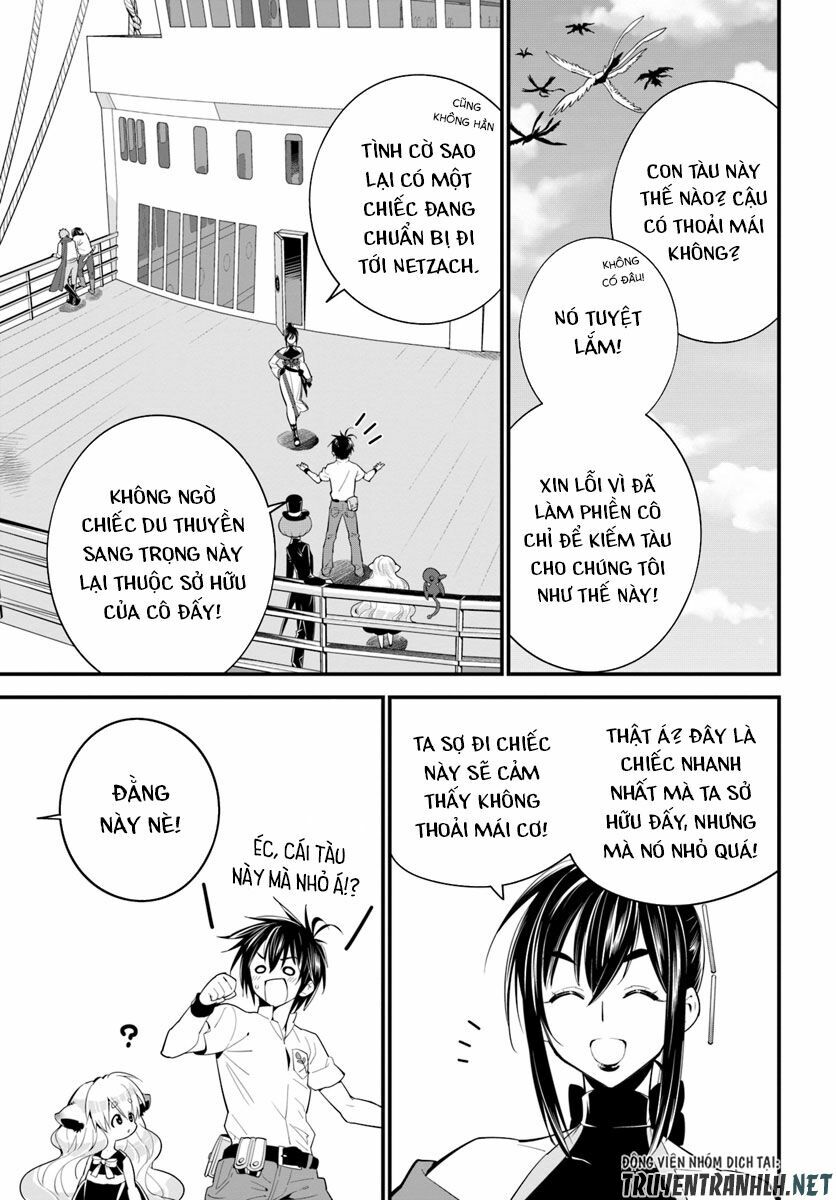 CON TÀU NÀY
THẾ NÀO? CẬU
CÓ THOẢI MÁI
KHÔNG?
KHÔNG
CÓ ĐÂU!
NÓ TUYỆT
LẮM!
XIN LỖI VÌ ĐÃ
LÀM PHIỀN CÔ
CHỈ ĐỂ KIẾM TÀU
CHO CHÚNG TÔI
NHƯ THẾ NÀY!
CŨNG
KHÔNG HẲN
TÌNH CỜ SAO
LẠI CÓ MỘT
CHIẾC ĐANG
CHUẨN BỊ ĐI
TỚI NETZACH.
KHÔNG NGỜ
CHIẾC DU THUYỀN
SANG TRỌNG NÀY
LẠI THUỘC SỞ HỮU
CỦA CÔ ĐẤY!
THẬT Á? ĐÂY LÀ
CHIẾC NHANH
NHẤT MÀ TA SỞ
HỮU ĐẤY, NHƯNG
MÀ NÓ NHỎ QUÁ!
TA SỢ ĐI CHIẾC
NÀY SẼ CẢM
THẤY KHÔNG
THOẢI MÁI CƠ!
ÉC, CÁI TÀU
NÀY MÀ NHỎ Á!?
ĐẰNG
NÀY NÈ!
?
ĐỘNG VIÊN NHÓM DỊCH TẠI:
TRUYENTRANHLH.NET